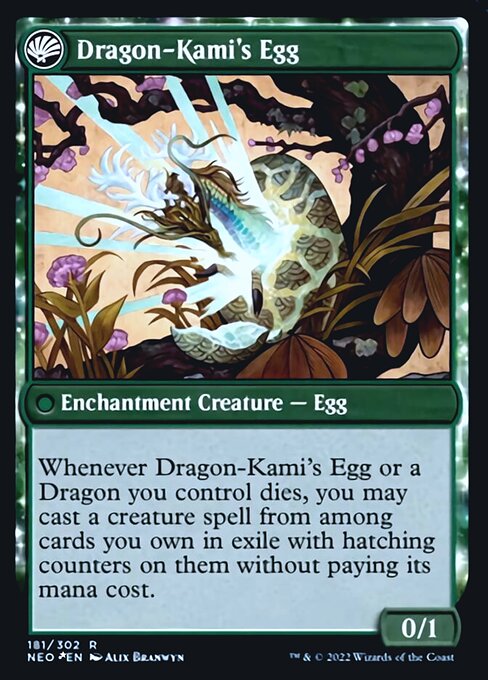 Dragon-Kami's Egg
Enchantment Creature — Egg
Whenever Dragon-Kami's Egg or a
Dragon you control dies, you may
cast a creature spell from among
cards you own in exile with hatching
counters on them without paying its
mana cost.
0/1
181/302 R
NEO ★ EN Alix Branwyn
™ & © 2022 Wizards of the Coast